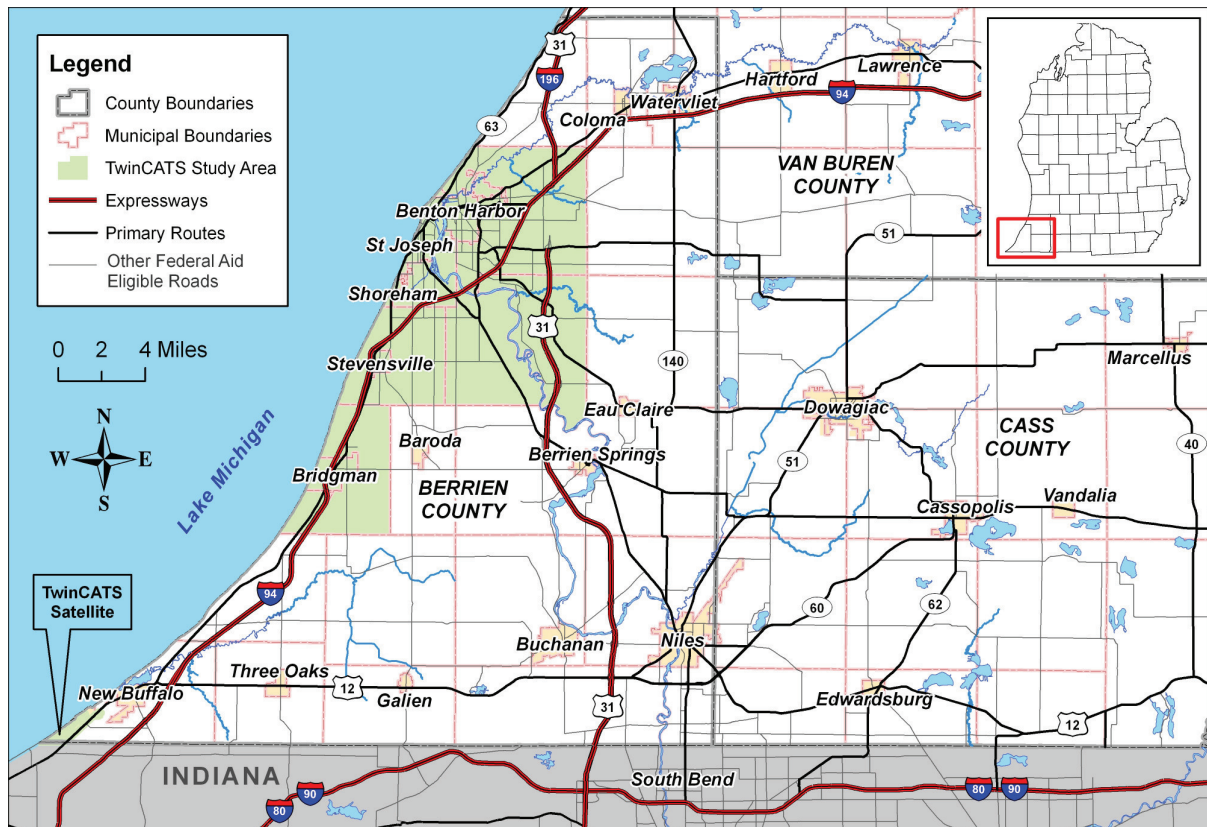 Legend
County Boundaries
Municipal Boundaries
TwinCATS Study Area
Expressways
Primary Routes
Other Federal Aid
Eligible Roads
0 2 4 Miles
N
W E
S
Lake Michigan
TwinCATS
Satellite
31
196
63
Coloma
Watervliet
Hartford
Lawrence
94
VAN BUREN
COUNTY
Benton Harbor
St Joseph
51
Shoreham
31
140
Stevensville
Marcellus
Eau Claire
Dowagiac
CASS
COUNTY
40
Baroda
Berrien Springs
51
Bridgman
BERRIEN
COUNTY
Cassopolis
Vandalia
94
60
62
Buchanan
Niles
Three Oaks
New Buffalo
12
Galien
31
Edwardsburg
12
INDIANA
South Bend
80
90
80
90